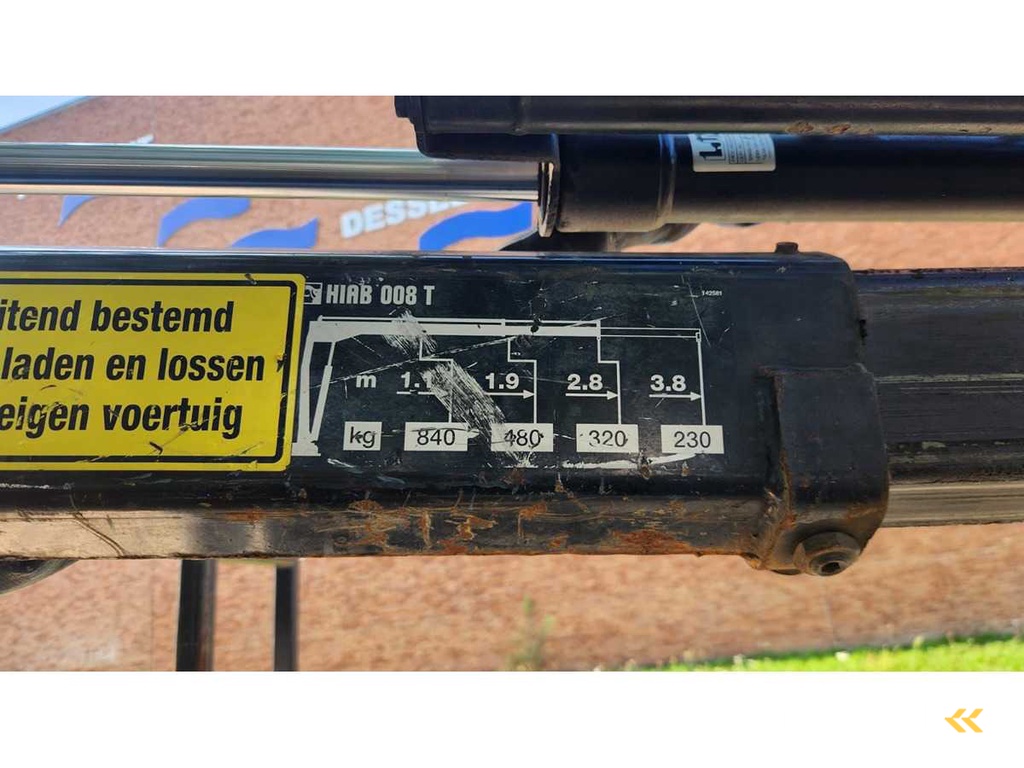 DESSEL
itend bestemd
laden en lossen
eigen voertuig
HIAB 008 T
m 1.1 1.9 2.8 3.8
kg 840 480 320 230